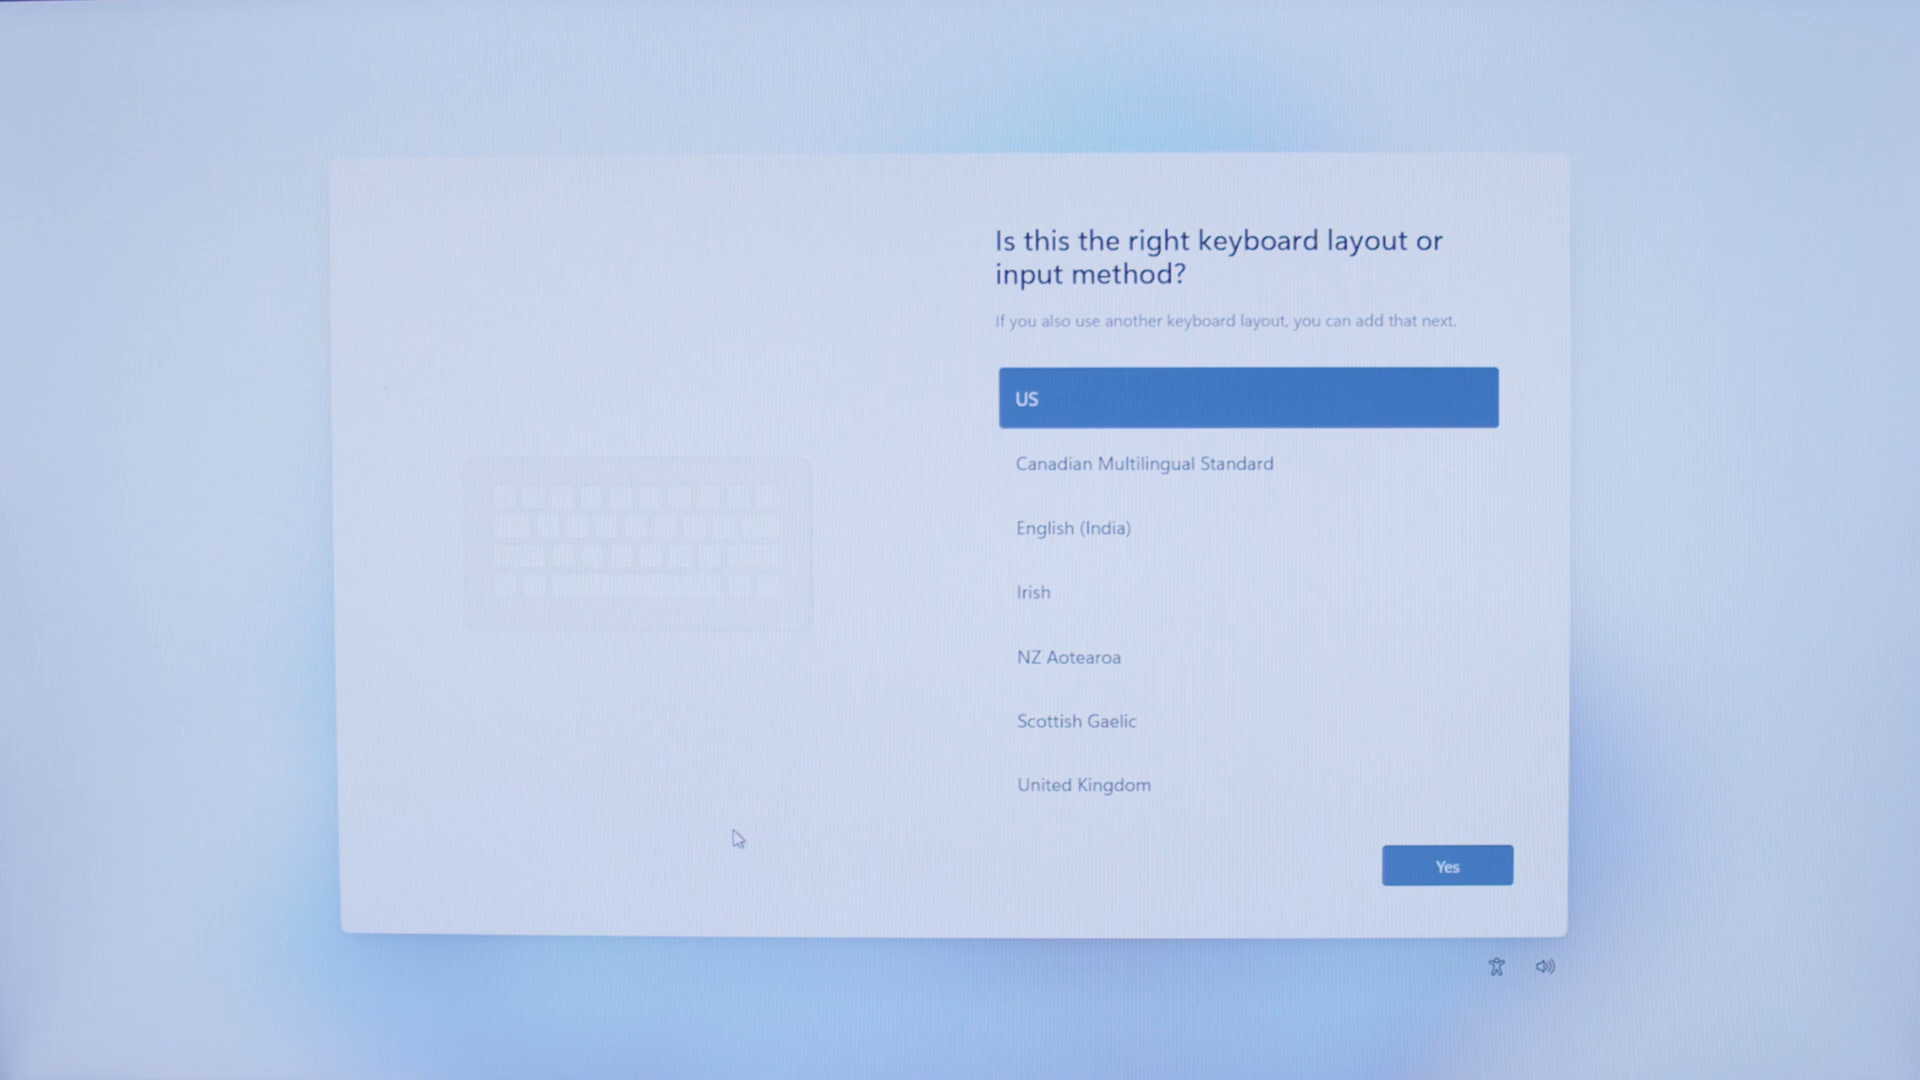 Is this the right keyboard layout or
input method?
If you also use another keyboard layout, you can add that next.
US
Canadian Multilingual Standard
English (India)
Irish
NZ Aotearoa
Scottish Gaelic
United Kingdom
Yes